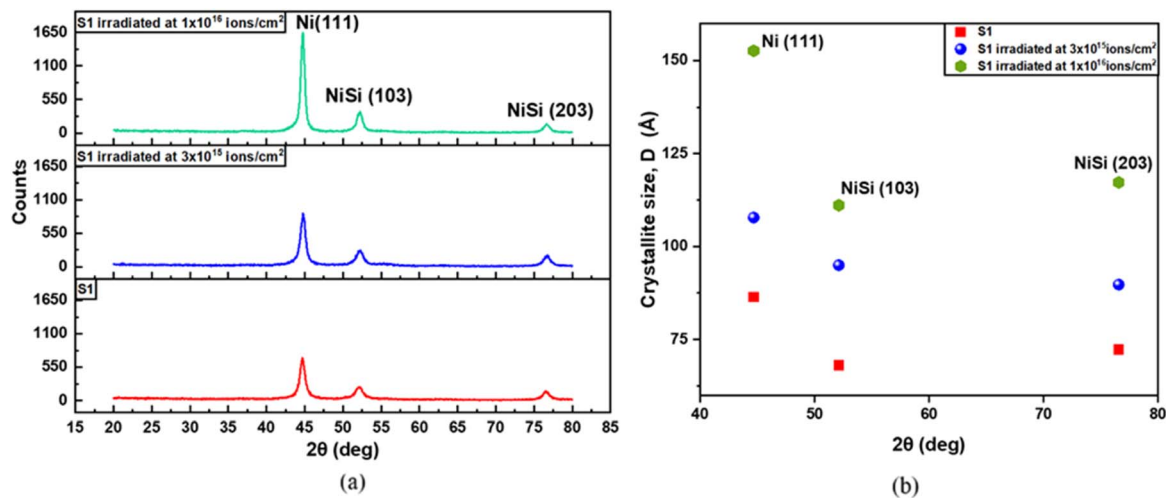 S1 irradiated at 1x10¹⁶ ions/cm²
Ni(111)
NiSi (103)
NiSi (203)
1650
1100
550
0
S1 irradiated at 3x10¹⁵ ions/cm²
1650
1100
550
0
S1
1650
1100
550
0
Counts
15 20 25 30 35 40 45 50 55 60 65 70 75 80 85
2θ (deg)
(a)
S1
S1 irradiated at 3x10¹⁵ions/cm²
S1 irradiated at 1x10¹⁶ions/cm²
Ni (111)
NiSi (103)
NiSi (203)
150
125
100
75
Crystallite size, D (Å)
40 50 60 70 80
2θ (deg)
(b)